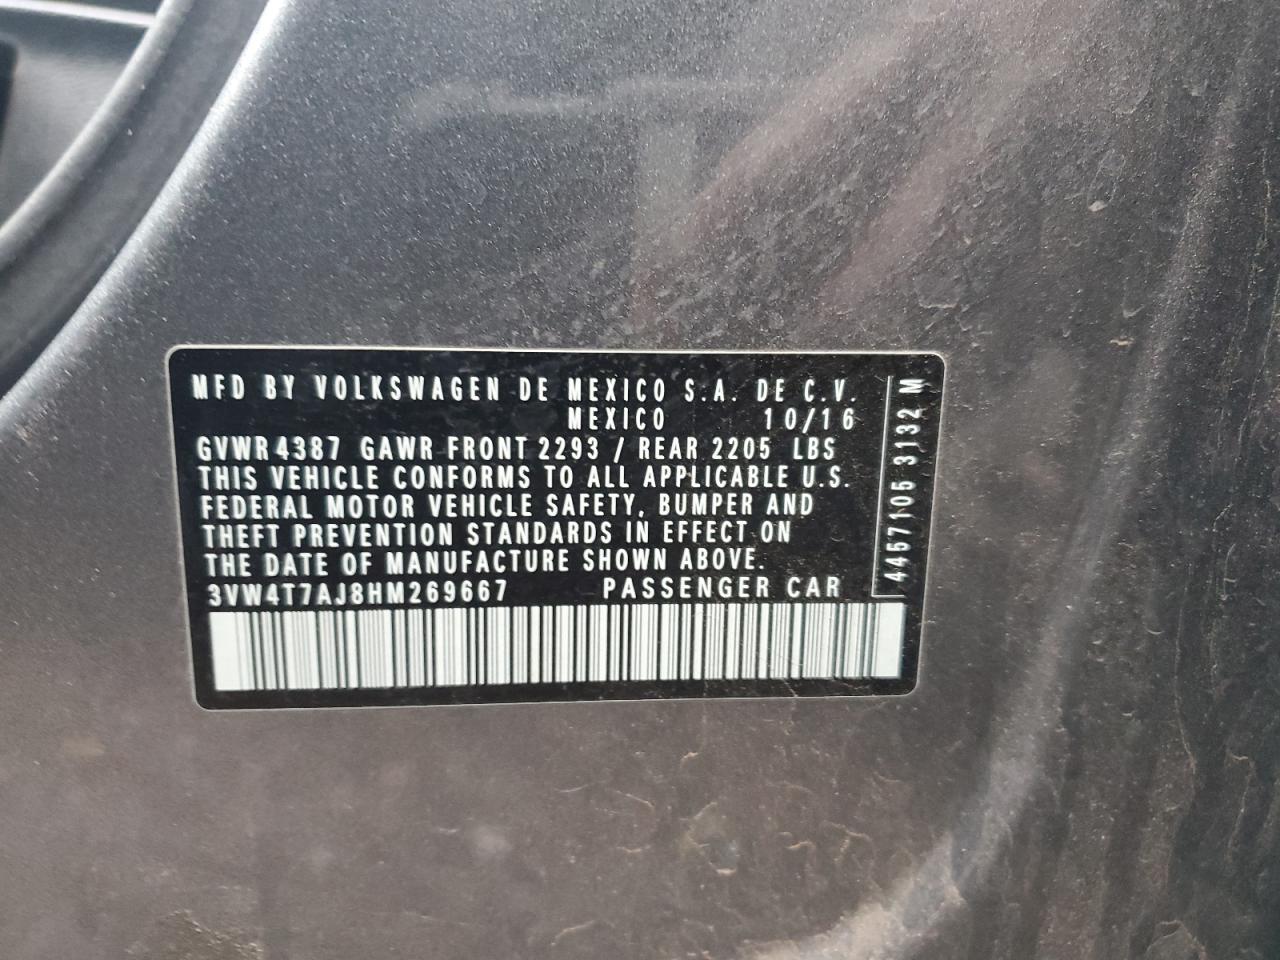 MFD BY VOLKSWAGEN DE MEXICO S.A. DE C.V.
MEXICO 10/16
GVWR 4387 GAWR FRONT 2293 / REAR 2205 LBS
THIS VEHICLE CONFORMS TO ALL APPLICABLE U.S.
FEDERAL MOTOR VEHICLE SAFETY, BUMPER AND
THEFT PREVENTION STANDARDS IN EFFECT ON
THE DATE OF MANUFACTURE SHOWN ABOVE.
3VW4T7AJ8HM269667 PASSENGER CAR
4457105 3132 M